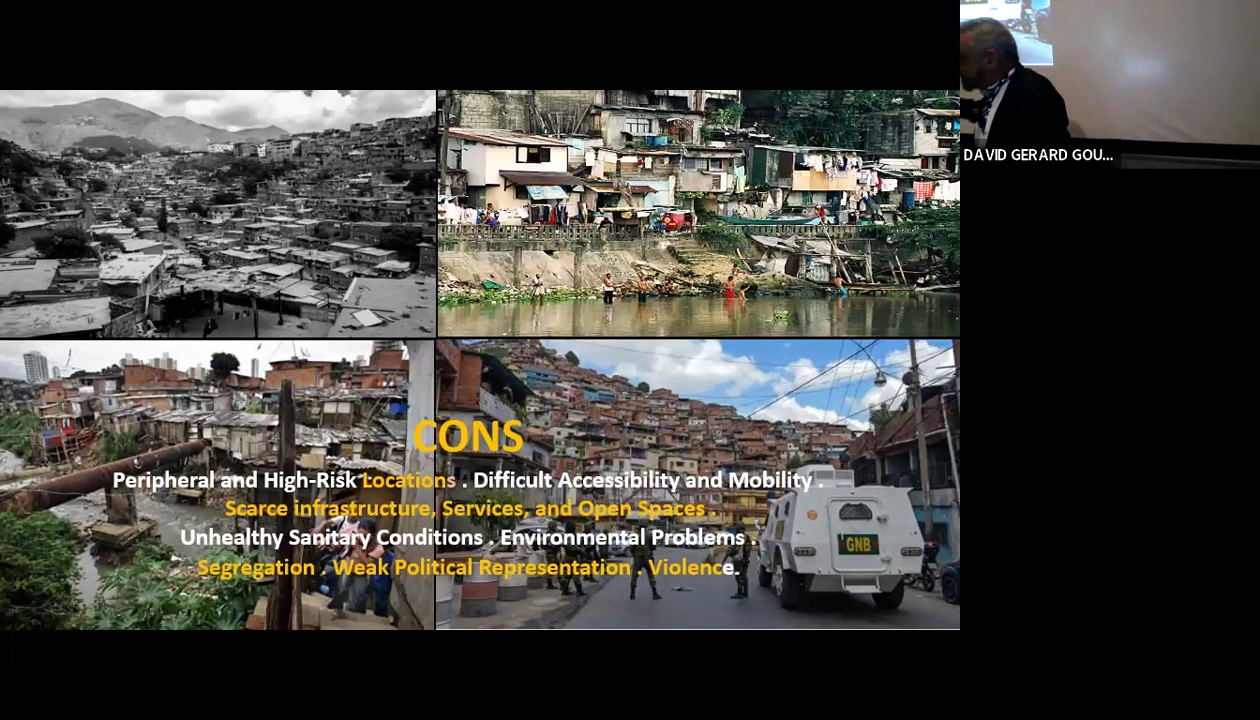 DAVID GERARD GOU...
CONS
Peripheral and High-Risk Locations . Difficult Accessibility and Mobility .
Scarce infrastructure, Services, and Open Spaces .
Unhealthy Sanitary Conditions . Environmental Problems .
Segregation . Weak Political Representation . Violence.
GNB